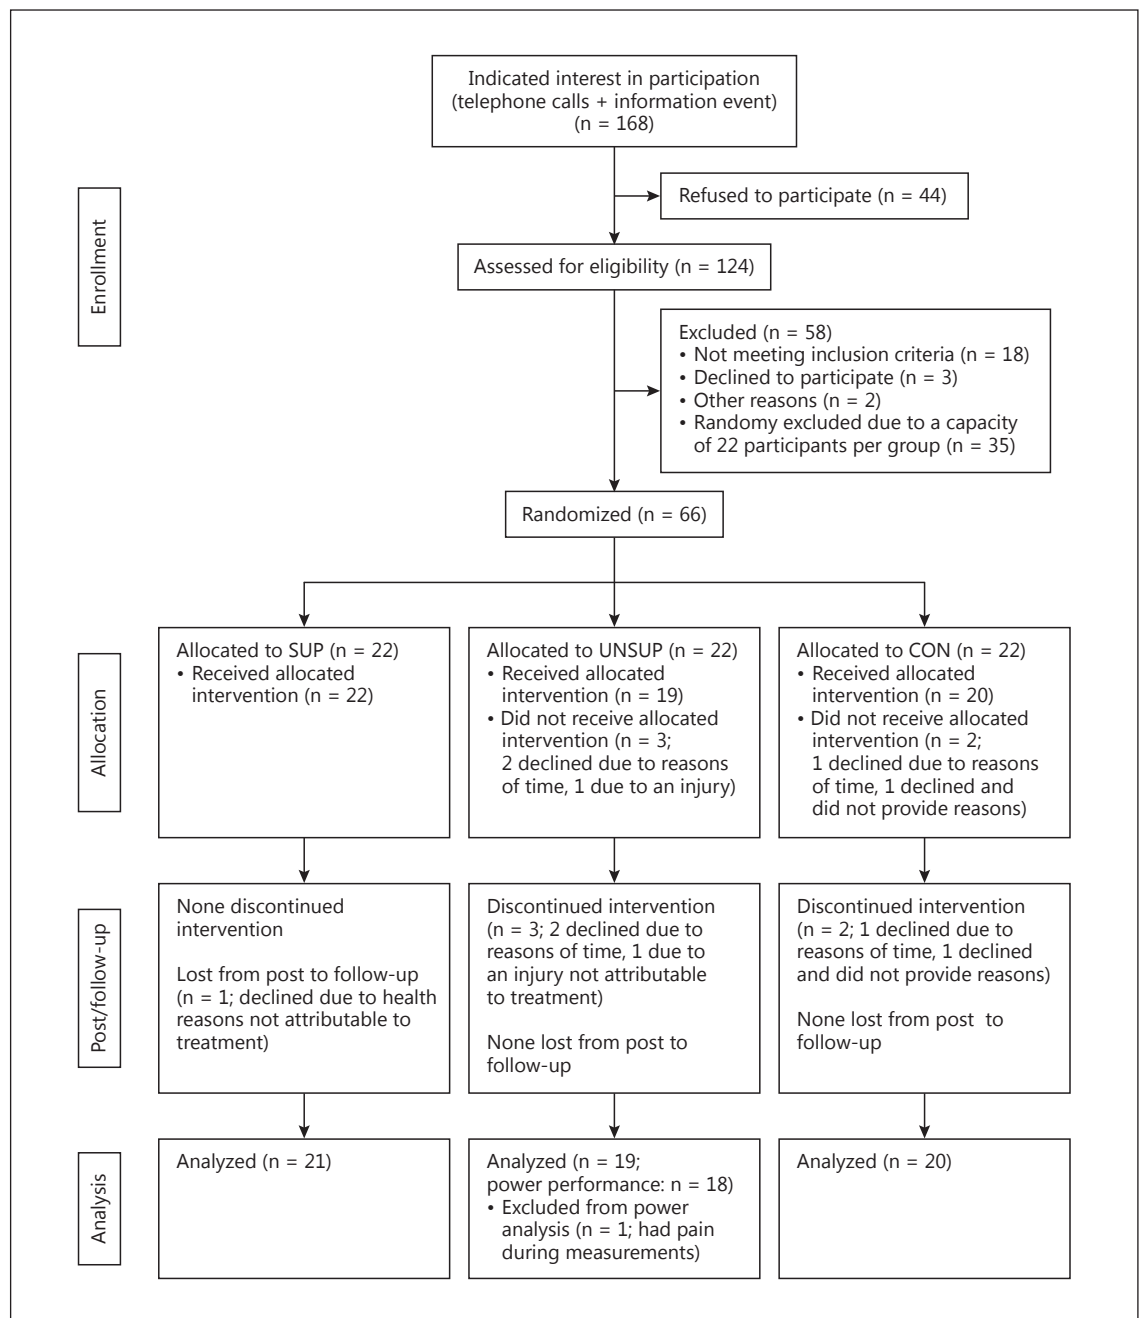 Indicated interest in participation
(telephone calls + information event)
(n = 168)
Refused to participate (n = 44)
Enrollment
Assessed for eligibility (n = 124)
Excluded (n = 58)
• Not meeting inclusion criteria (n = 18)
• Declined to participate (n = 3)
• Other reasons (n = 2)
• Randomy excluded due to a capacity
of 22 participants per group (n = 35)
Randomized (n = 66)
Allocation
Allocated to SUP (n = 22)
• Received allocated
intervention (n = 22)
Allocated to UNSUP (n = 22)
• Received allocated
intervention (n = 19)
• Did not receive allocated
intervention (n = 3;
2 declined due to reasons
of time, 1 due to an injury)
Allocated to CON (n = 22)
• Received allocated
intervention (n = 20)
• Did not receive allocated
intervention (n = 2;
1 declined due to reasons
of time, 1 declined and
did not provide reasons)
Post/follow-up
None discontinued
intervention
Lost from post to follow-up
(n = 1; declined due to health
reasons not attributable to
treatment)
Discontinued intervention
(n = 3; 2 declined due to
reasons of time, 1 due to
an injury not attributable
to treatment)
None lost from post to
follow-up
Discontinued intervention
(n = 2; 1 declined due to
reasons of time, 1 declined
and did not provide reasons)
None lost from post to
follow-up
Analysis
Analyzed (n = 21)
Analyzed (n = 19;
power performance: n = 18)
• Excluded from power
analysis (n = 1; had pain
during measurements)
Analyzed (n = 20)